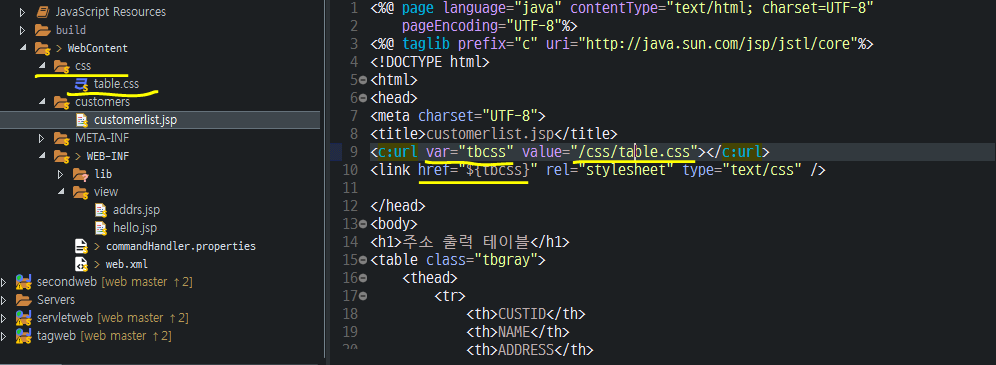 JavaScript Resources
build
> WebContent
css
table.css
customers
customerlist.jsp
META-INF
> WEB-INF
> lib
view
addrs.jsp
hello.jsp
> commandHandler.properties
> web.xml
secondweb [web master ↑2]
Servers
servletweb [web master ↑2]
tagweb [web master ↑2]
1 <%@ page language="java" contentType="text/html; charset=UTF-8"
2 pageEncoding="UTF-8"%>
3 <%@ taglib prefix="c" uri="http://java.sun.com/jsp/jstl/core"%>
4 <!DOCTYPE html>
5 <html>
6 <head>
7 <meta charset="UTF-8">
8 <title>customerlist.jsp</title>
9 <c:url var="tbcss" value="/css/table.css"></c:url>
10 <link href="${tbcss}" rel="stylesheet" type="text/css" />
11
12 </head>
13 <body>
14 <h1>주소 출력 테이블</h1>
15 <table class="tbgray">
16 <thead>
17 <tr>
18 <th>CUSTID</th>
19 <th>NAME</th>
20 <th>ADDRESS</th>